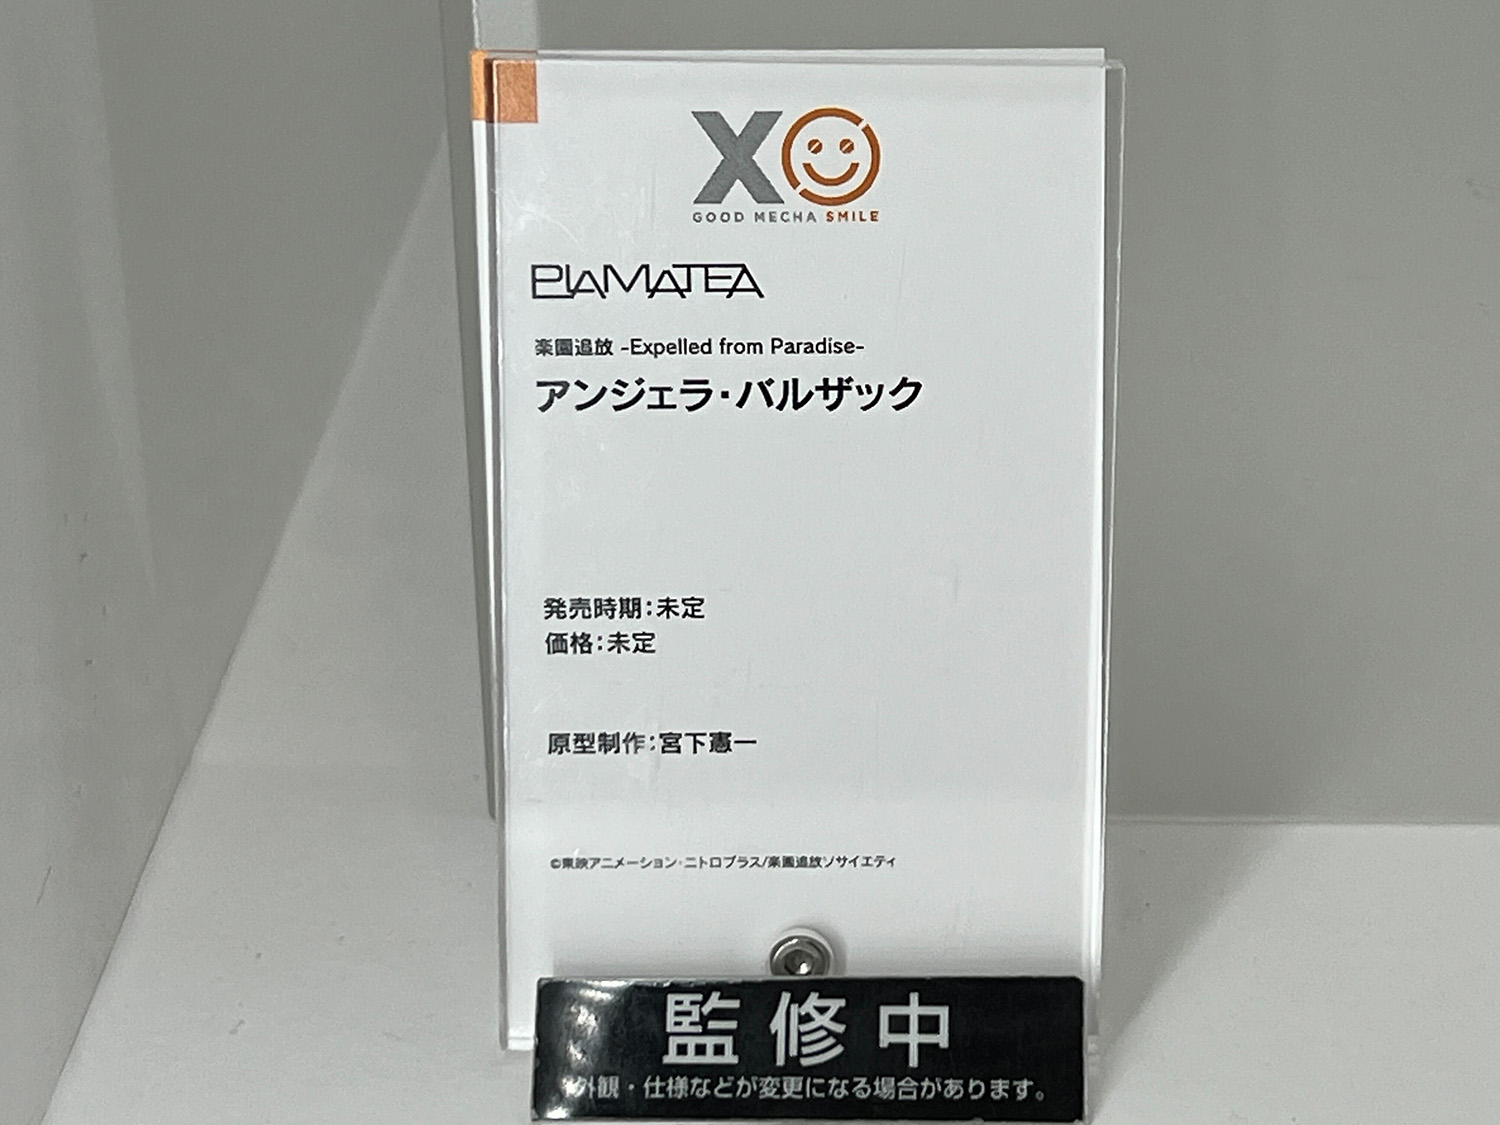 XO
GOOD MECHA SMILE
PLAMATEA
楽園追放 -Expelled from Paradise-
アンジェラ・バルザック
発売時期：未定
価格：未定
原型制作：宮下憲一
©東映アニメーション・ニトロプラス/楽園追放ソサイエティ
監修中
*外観・仕様などが変更になる場合があります。